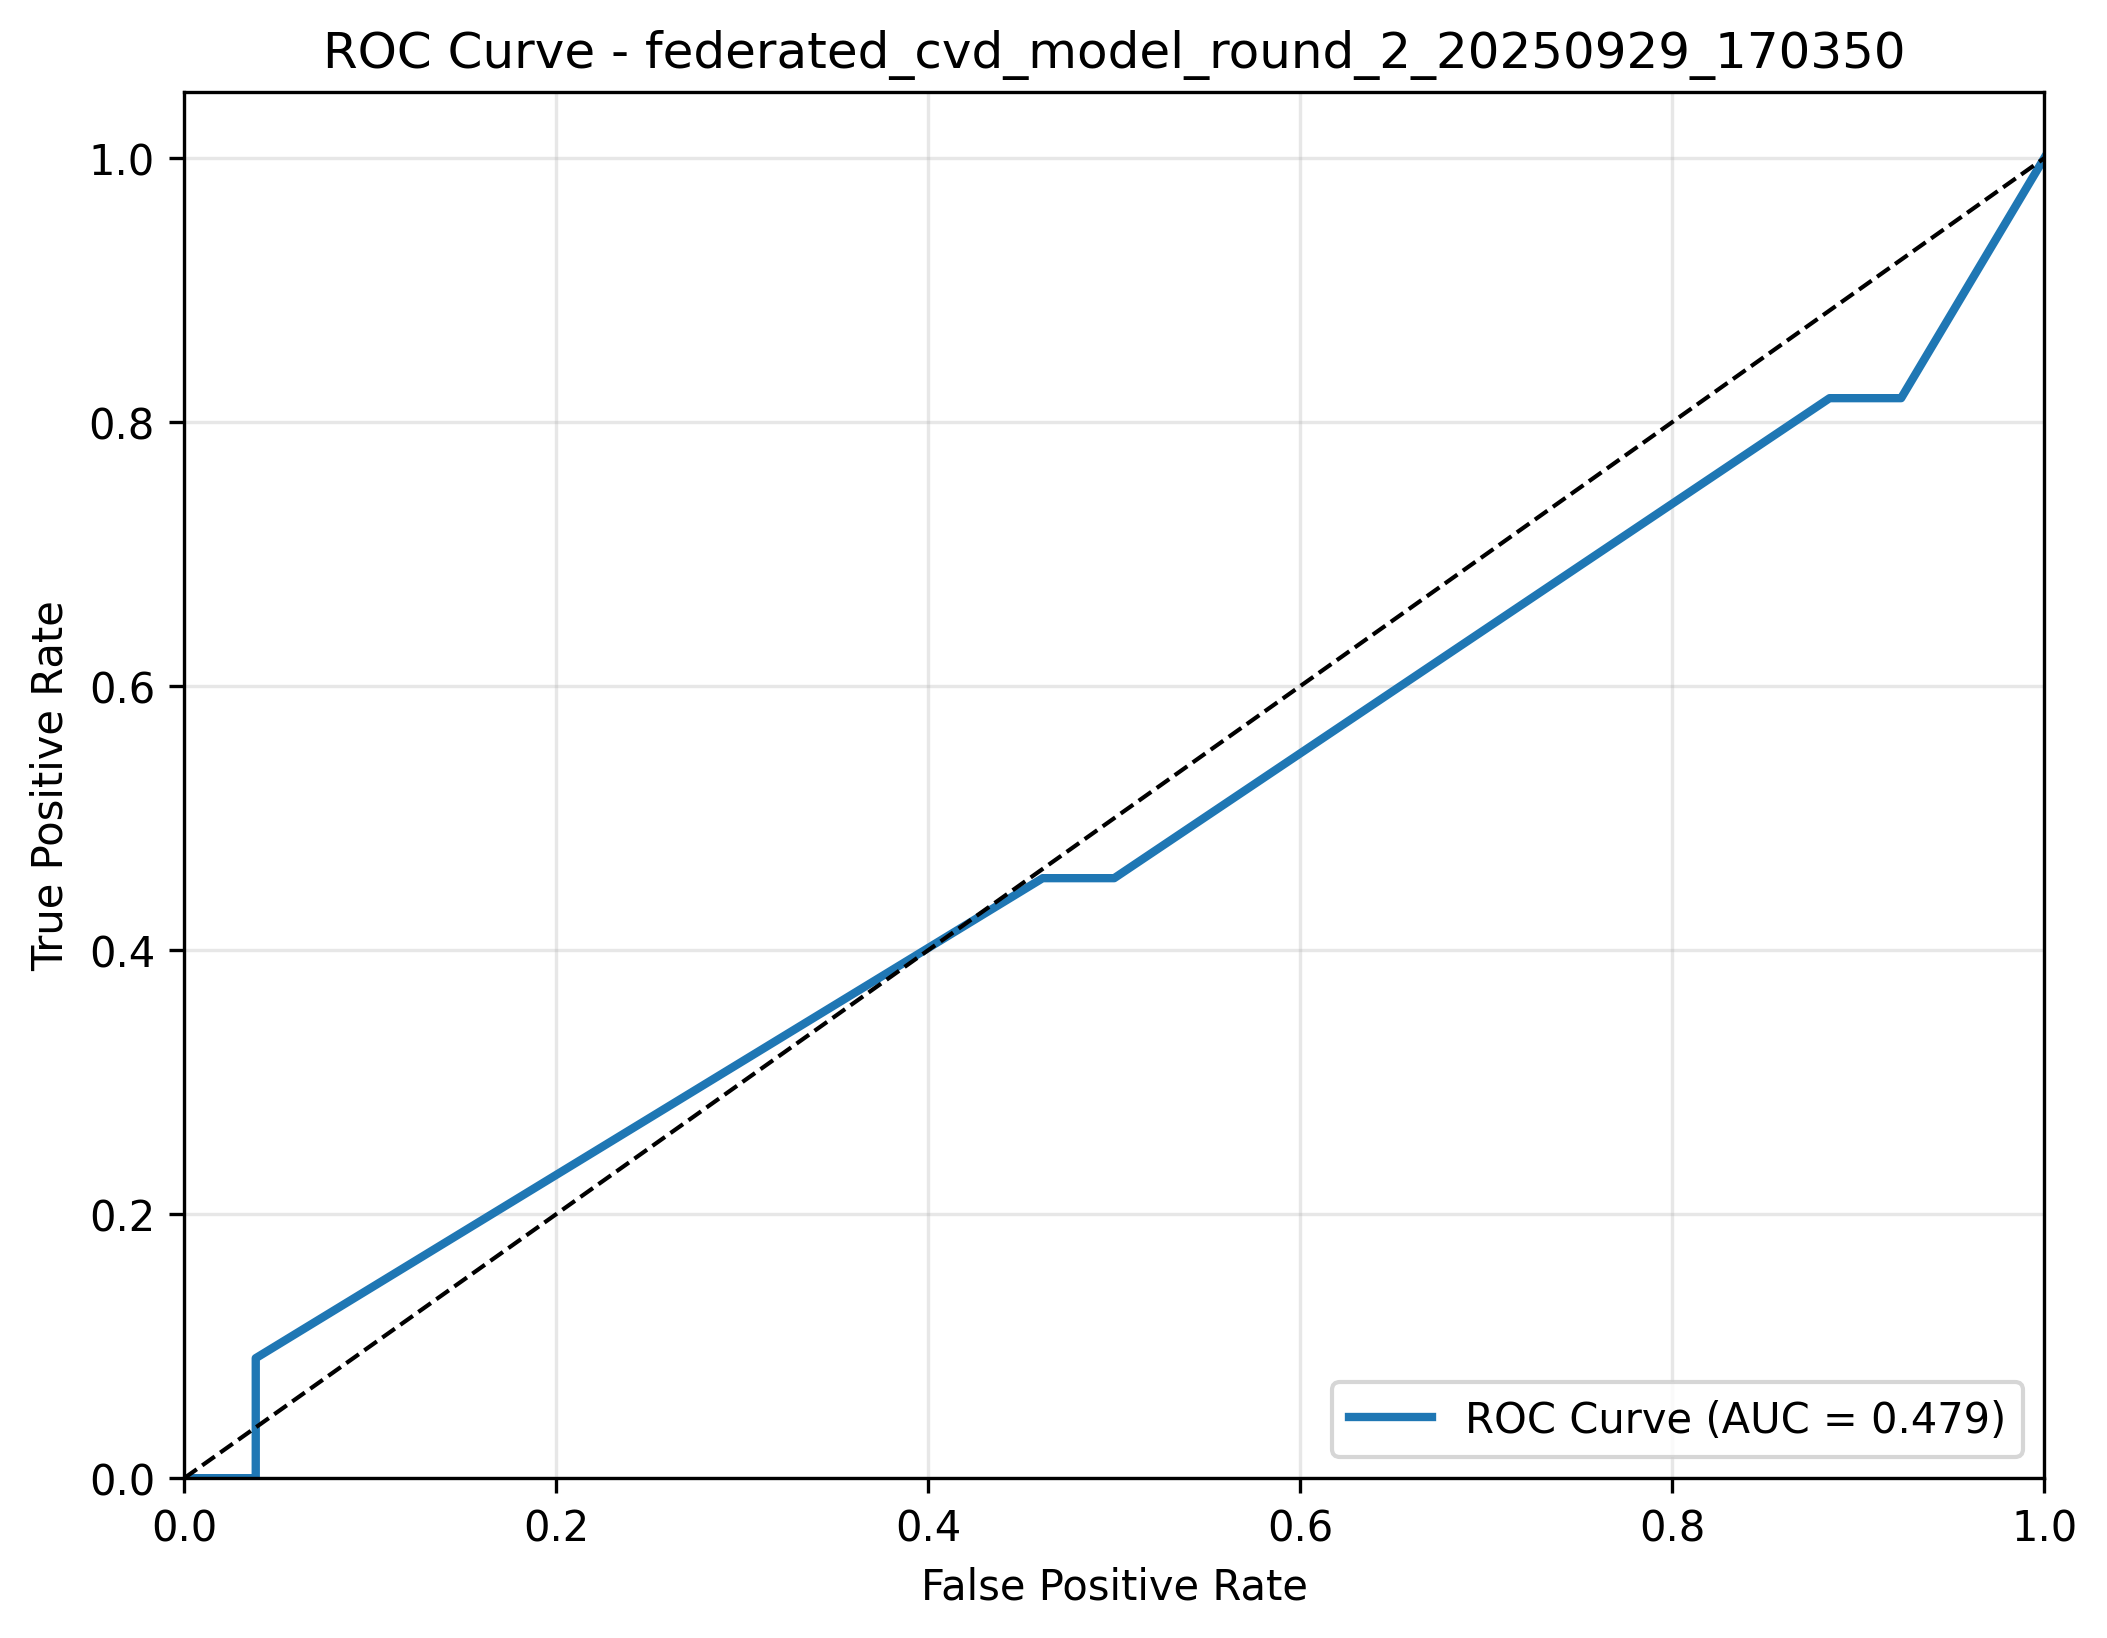 ROC Curve - federated_cvd_model_round_2_20250929_170350
1.0
0.8
0.6
0.4
0.2
0.0
True Positive Rate
ROC Curve (AUC = 0.479)
0.0 0.2 0.4 0.6 0.8 1.0
False Positive Rate